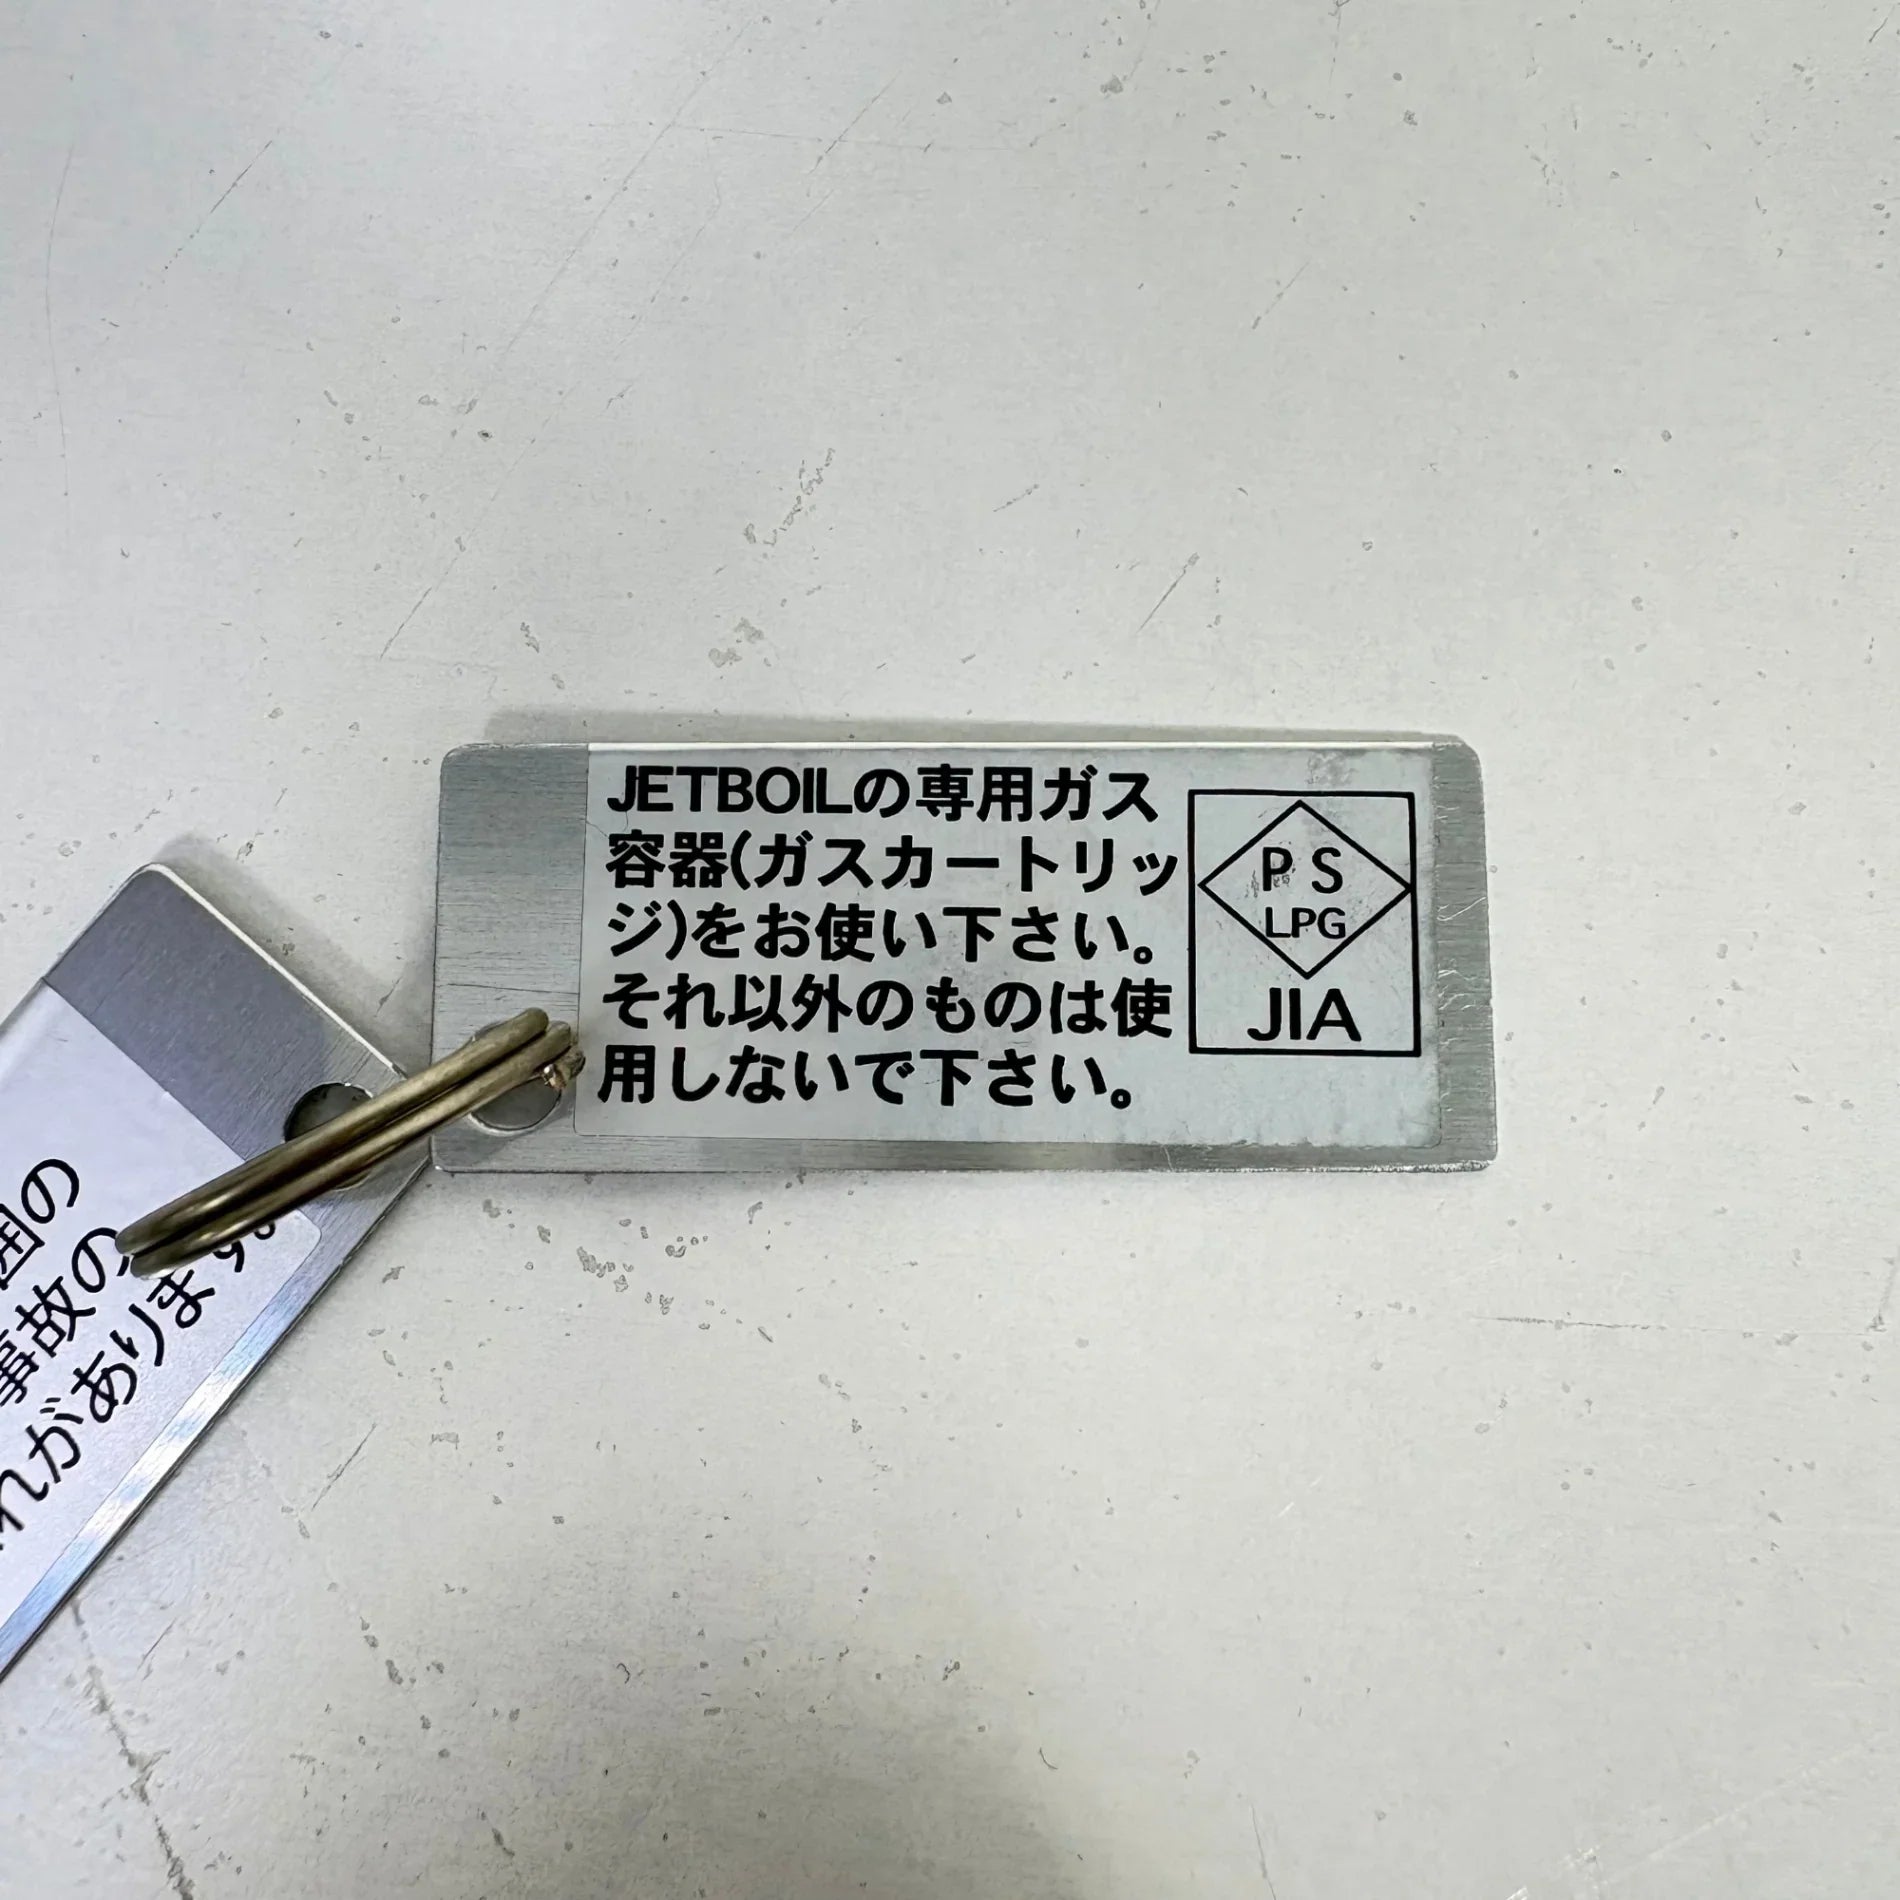 JETBOILの専用ガス
容器(ガスカートリッ
ジ)をお使い下さい。
それ以外のものは使
用しないで下さい。
PS
LPG
JIA
囲の
事故の
れがあります。